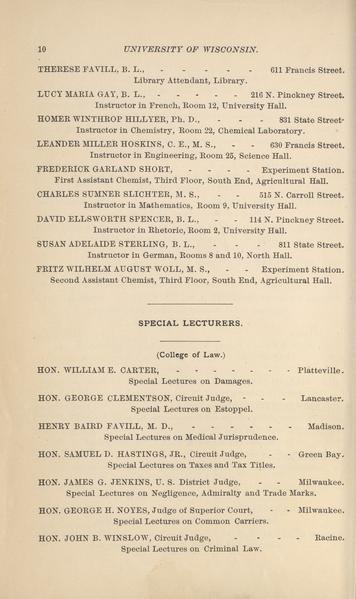 10 UNIVERSITY OF WISCONSIN.
THERESE FAVILL, B. L., - - - - - 611 Francis Street.
Library Attendant, Library.
LUCY MARIA GAY, B. L., - - - - 216 N. Pinckney Street.
Instructor in French, Room 12, University Hall.
HOMER WINTHROP HILLYER, Ph. D., - - - 831 State Street·
Instructor in Chemistry, Room 22, Chemical Laboratory.
LEANDER MILLER HOSKINS, C. E., M. S., - - 630 Francis Street.
Instructor in Engineering, Room 25, Science Hall.
FREDERICK GARLAND SHORT, - - - - Experiment Station.
First Assistant Chemist, Third Floor, South End, Agricultural Hall.
CHARLES SUMNER SLICHTER, M. S., - - 515 N. Carroll Street.
Instructor in Mathematics, Room 9, University Hall.
DAVID ELLSWORTH SPENCER, B. L., - - 114 N. Pinckney Street.
Instructor in Rhetoric, Room 2, University Hall.
SUSAN ADELAIDE STERLING, B. L., - - - 811 State Street.
Instructor in German, Rooms 8 and 10, North Hall.
FRITZ WILHELM AUGUST WOLL, M. S., - - Experiment Station.
Second Assistant Chemist, Third Floor, South End, Agricultural Hall.
SPECIAL LECTURERS.
(College of Law.)
HON. WILLIAM E. CARTER, - - - - - - - Platteville.
Special Lectures on Damages.
HON. GEORGE CLEMENTSON, Circuit Judge, - - - Lancaster.
Special Lectures on Estoppel.
HENRY BAIRD FAVILL, M. D., - - - - - Madison.
Special Lectures on Medical Jurisprudence.
HON. SAMUEL D. HASTINGS, JR., Circuit Judge, - - Green Bay.
Special Lectures on Taxes and Tax Titles.
HON. JAMES G. JENKINS, U. S. District Judge, - - Milwaukee.
Special Lectures on Negligence, Admiralty and Trade Marks.
HON. GEORGE H. NOYES, Judge of Superior Court, - - Milwaukee.
Special Lectures on Common Carriers.
HON. JOHN B. WINSLOW, Circuit Judge, - - - - Racine.
Special Lectures on Criminal Law.